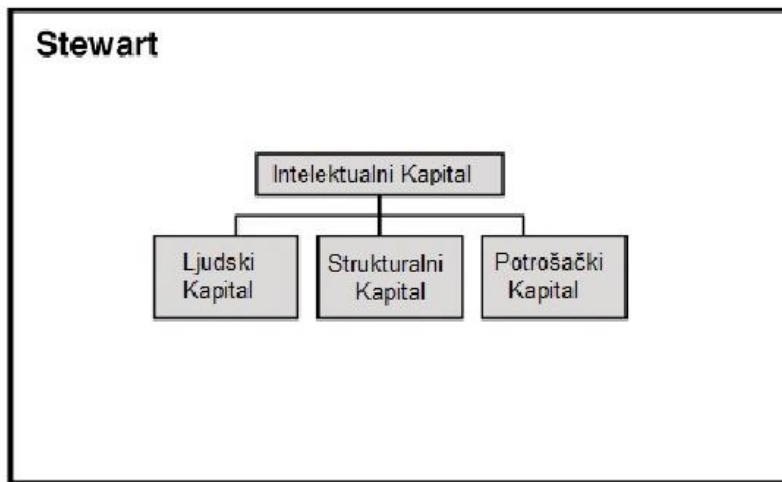 Stewart
Intelektualni Kapital
Ljudski
Kapital
Strukturalni
Kapital
Potrošački
Kapital